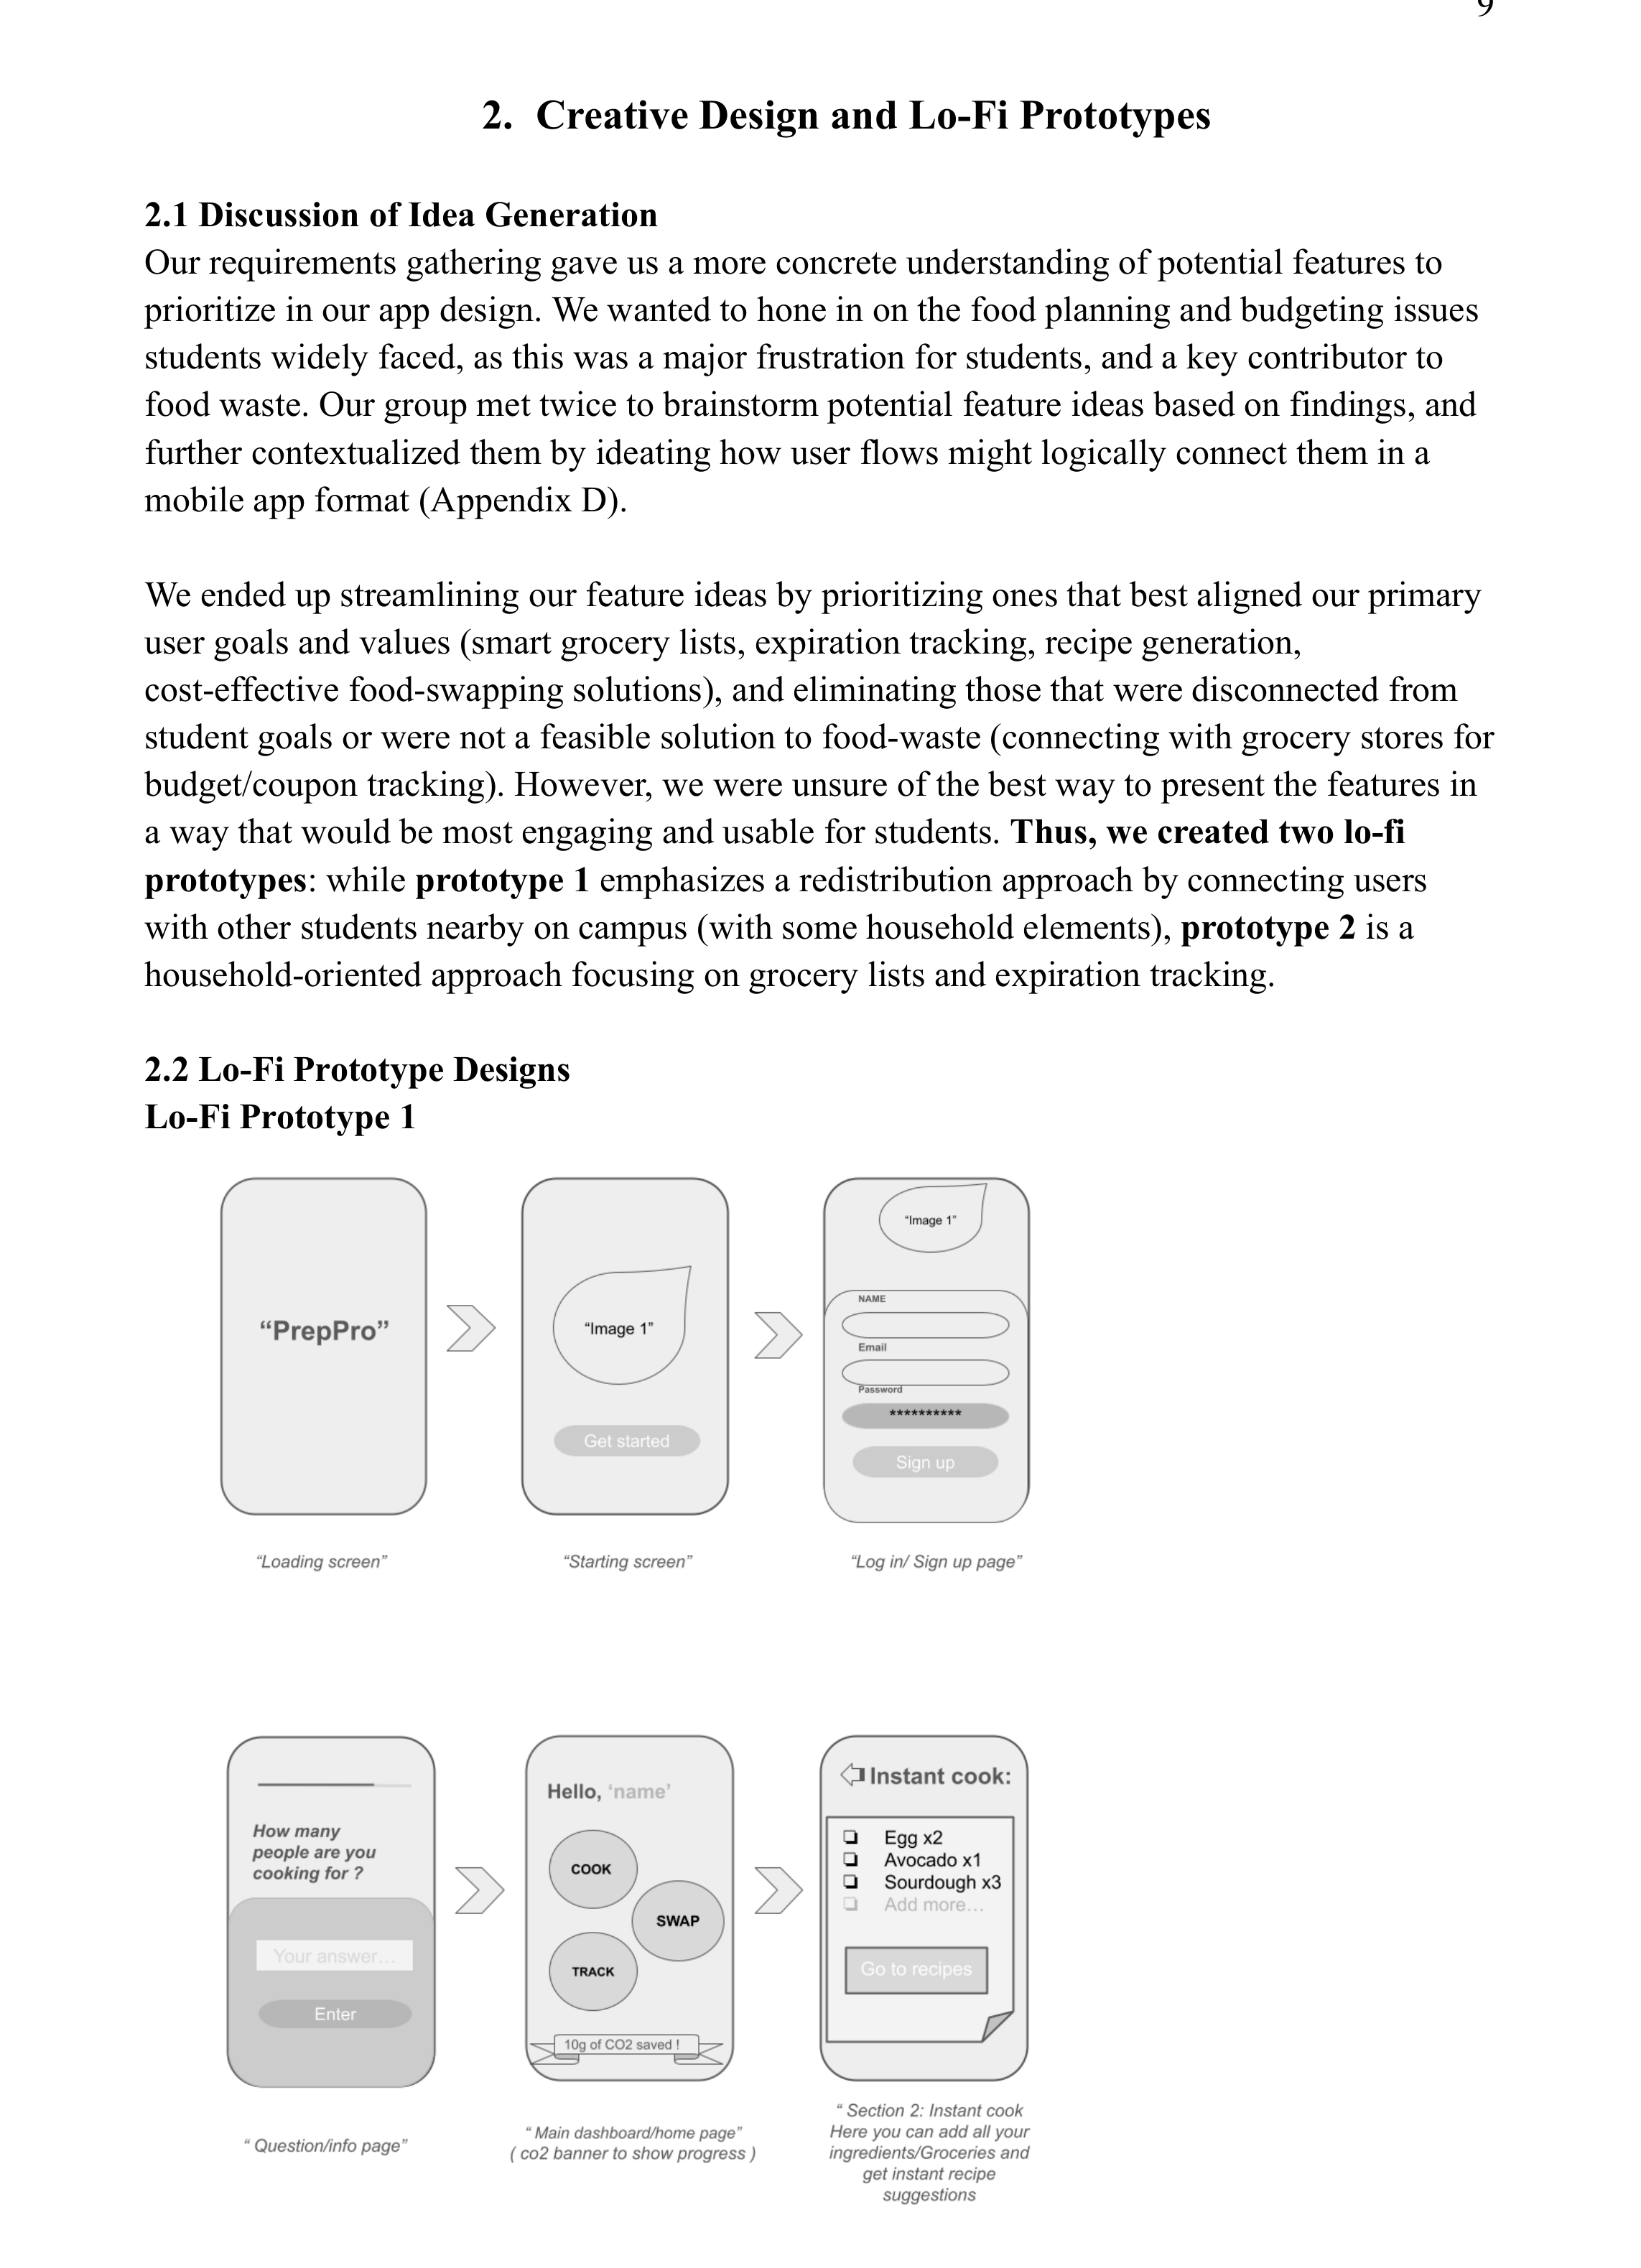 9
2. Creative Design and Lo-Fi Prototypes
2.1 Discussion of Idea Generation
Our requirements gathering gave us a more concrete understanding of potential features to
prioritize in our app design. We wanted to hone in on the food planning and budgeting issues
students widely faced, as this was a major frustration for students, and a key contributor to
food waste. Our group met twice to brainstorm potential feature ideas based on findings, and
further contextualized them by ideating how user flows might logically connect them in a
mobile app format (Appendix D).
We ended up streamlining our feature ideas by prioritizing ones that best aligned our primary
user goals and values (smart grocery lists, expiration tracking, recipe generation,
cost-effective food-swapping solutions), and eliminating those that were disconnected from
student goals or were not a feasible solution to food-waste (connecting with grocery stores for
budget/coupon tracking). However, we were unsure of the best way to present the features in
a way that would be most engaging and usable for students. Thus, we created two lo-fi
prototypes: while prototype 1 emphasizes a redistribution approach by connecting users
with other students nearby on campus (with some household elements), prototype 2 is a
household-oriented approach focusing on grocery lists and expiration tracking.
2.2 Lo-Fi Prototype Designs
Lo-Fi Prototype 1
“PrepPro”
“Loading screen”
“Image 1”
Get started
“Starting screen”
“Image 1”
NAME
Email
Password
**********
Sign up
“Log in/ Sign up page”
How many
people are you
cooking for ?
Your answer...
Enter
“ Question/info page”
Hello, ‘name’
COOK
SWAP
TRACK
10g of CO2 saved !
“ Main dashboard/home page”
( co2 banner to show progress )
Instant cook:
Egg x2
Avocado x1
Sourdough x3
Add more...
Go to recipes
“ Section 2: Instant cook
Here you can add all your
ingredients/Groceries and
get instant recipe
suggestions